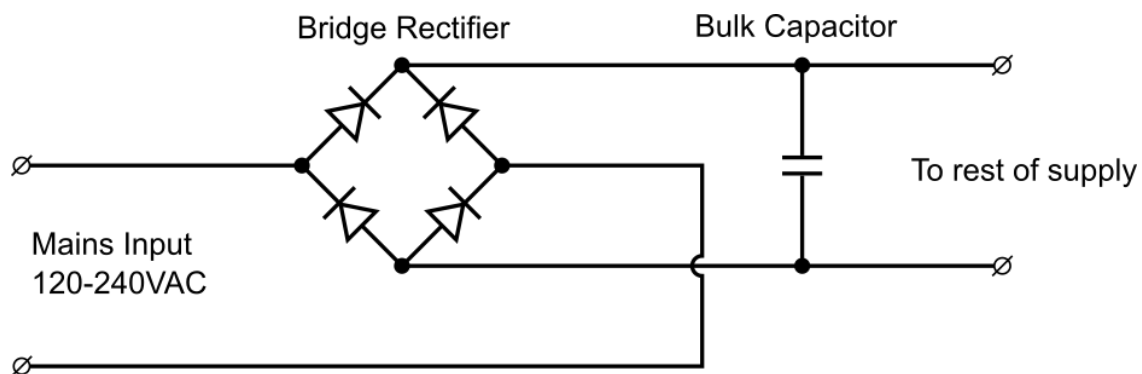 Bridge Rectifier
Bulk Capacitor
To rest of supply
Mains Input
120-240VAC